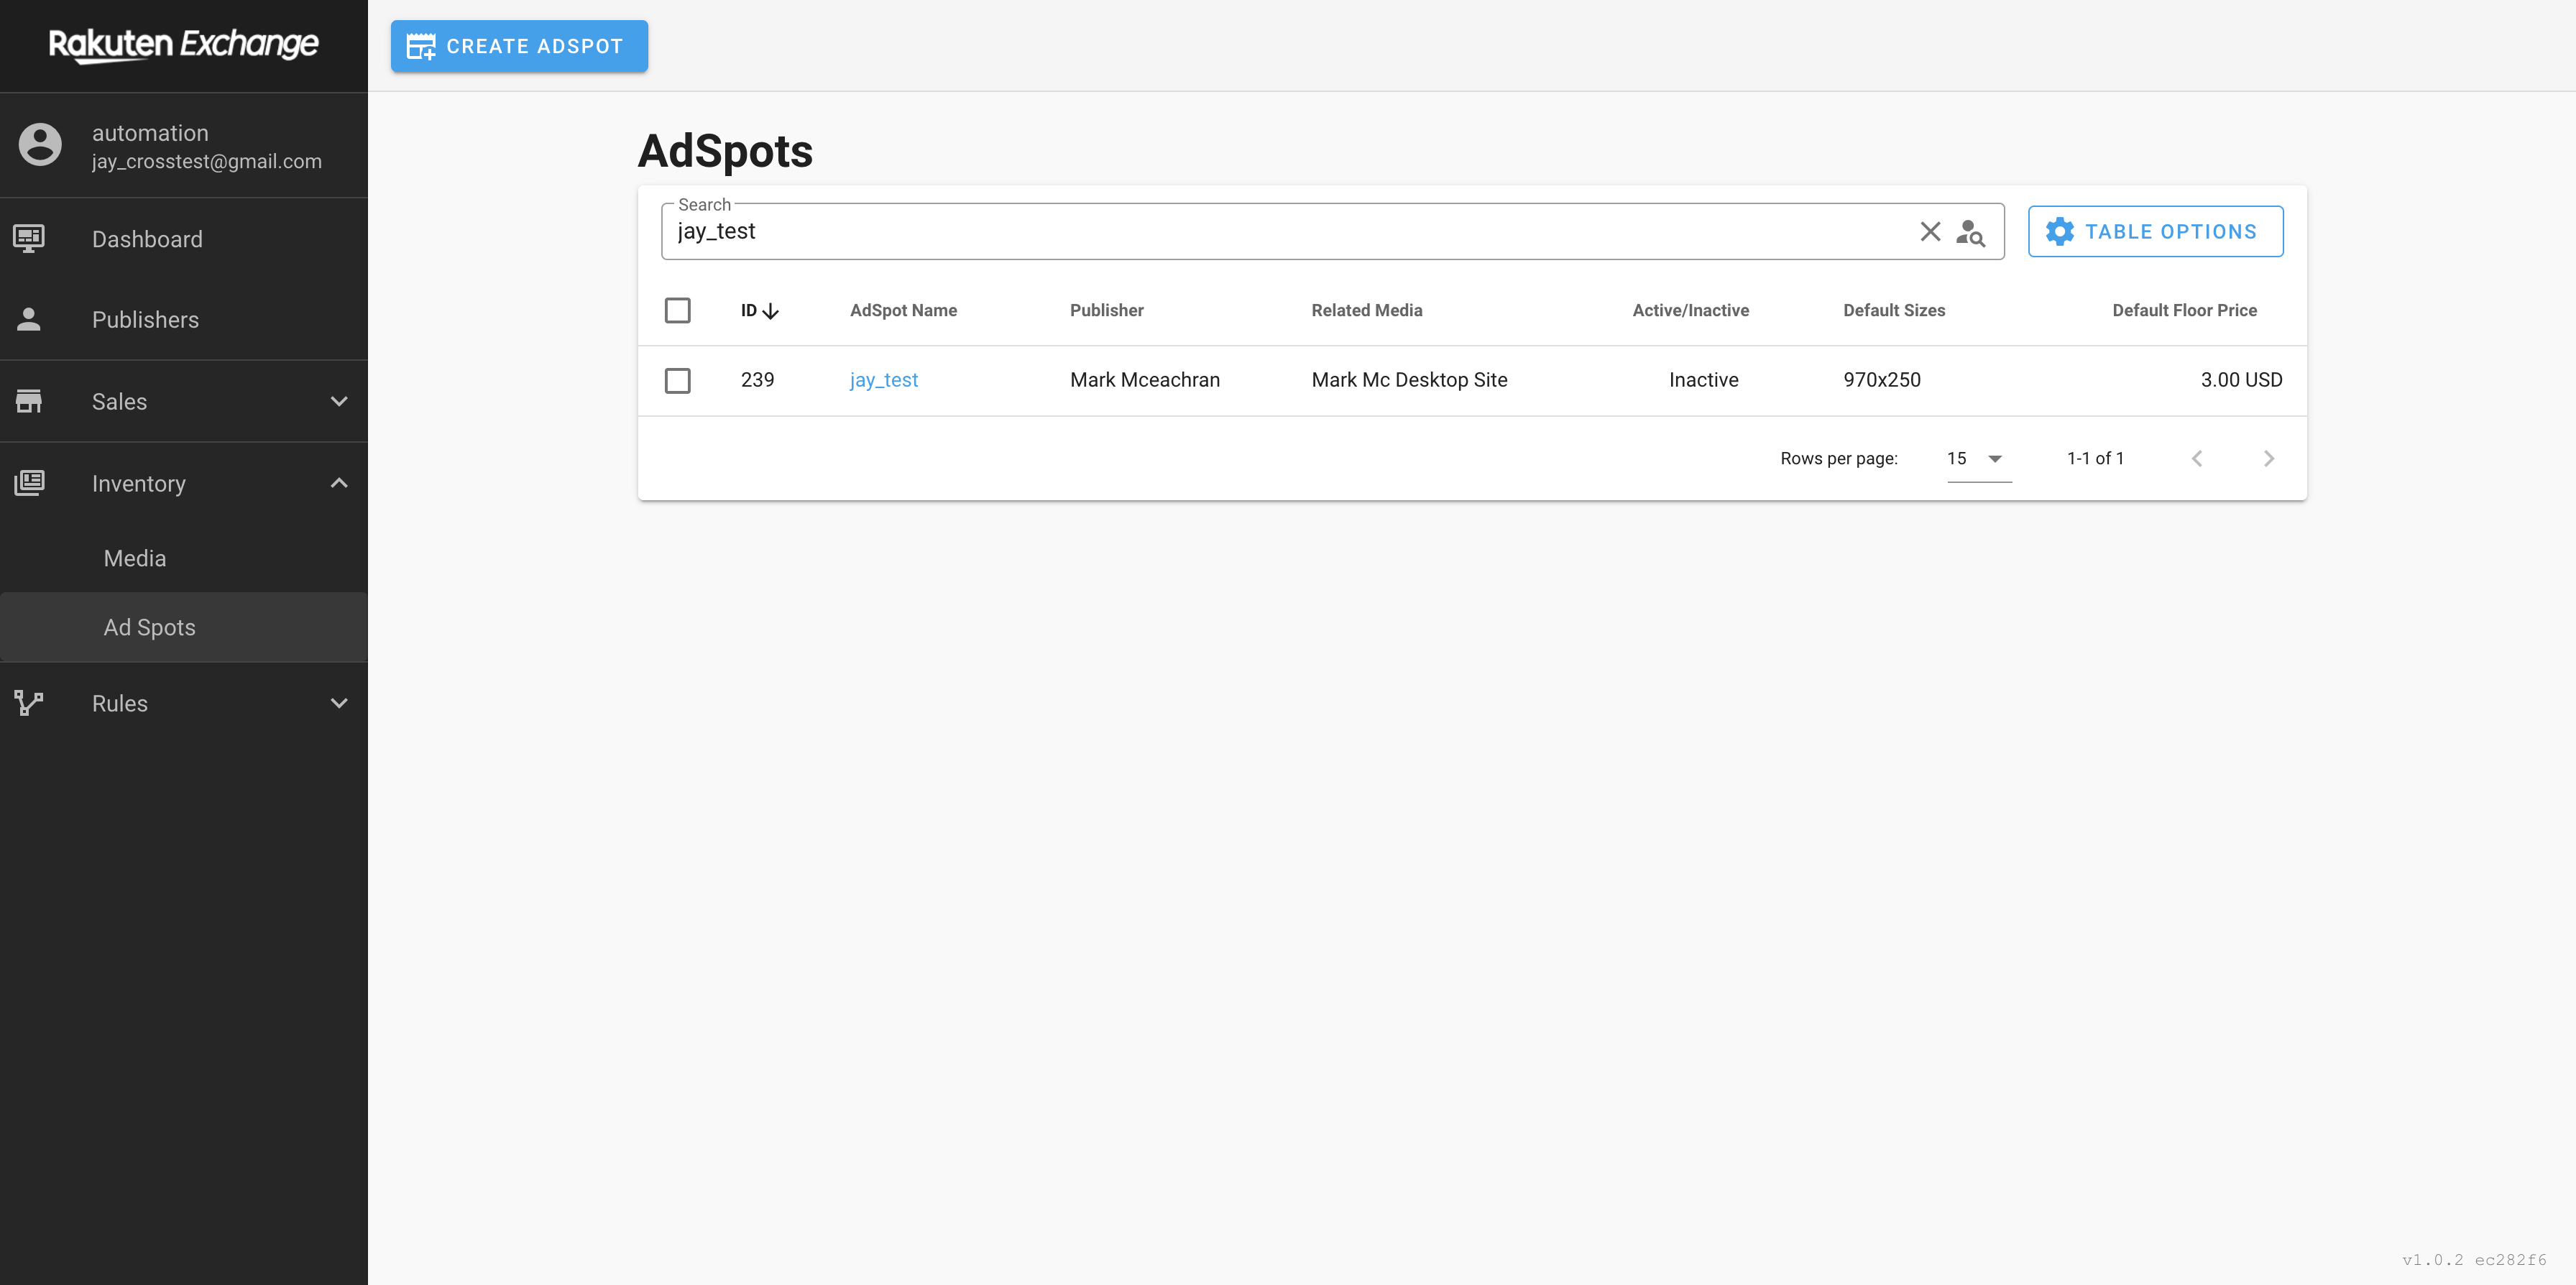 Rakuten Exchange
CREATE ADSPOT
automation
jay_crosstest@gmail.com
Dashboard
Publishers
Sales
Inventory
Media
Ad Spots
Rules
AdSpots
Search
jay_test
TABLE OPTIONS
ID AdSpot Name Publisher Related Media Active/Inactive Default Sizes Default Floor Price
239 jay_test Mark Mceachran Mark Mc Desktop Site Inactive 970x250 3.00 USD
Rows per page: 15 1-1 of 1
v1.0.2 ec282f6